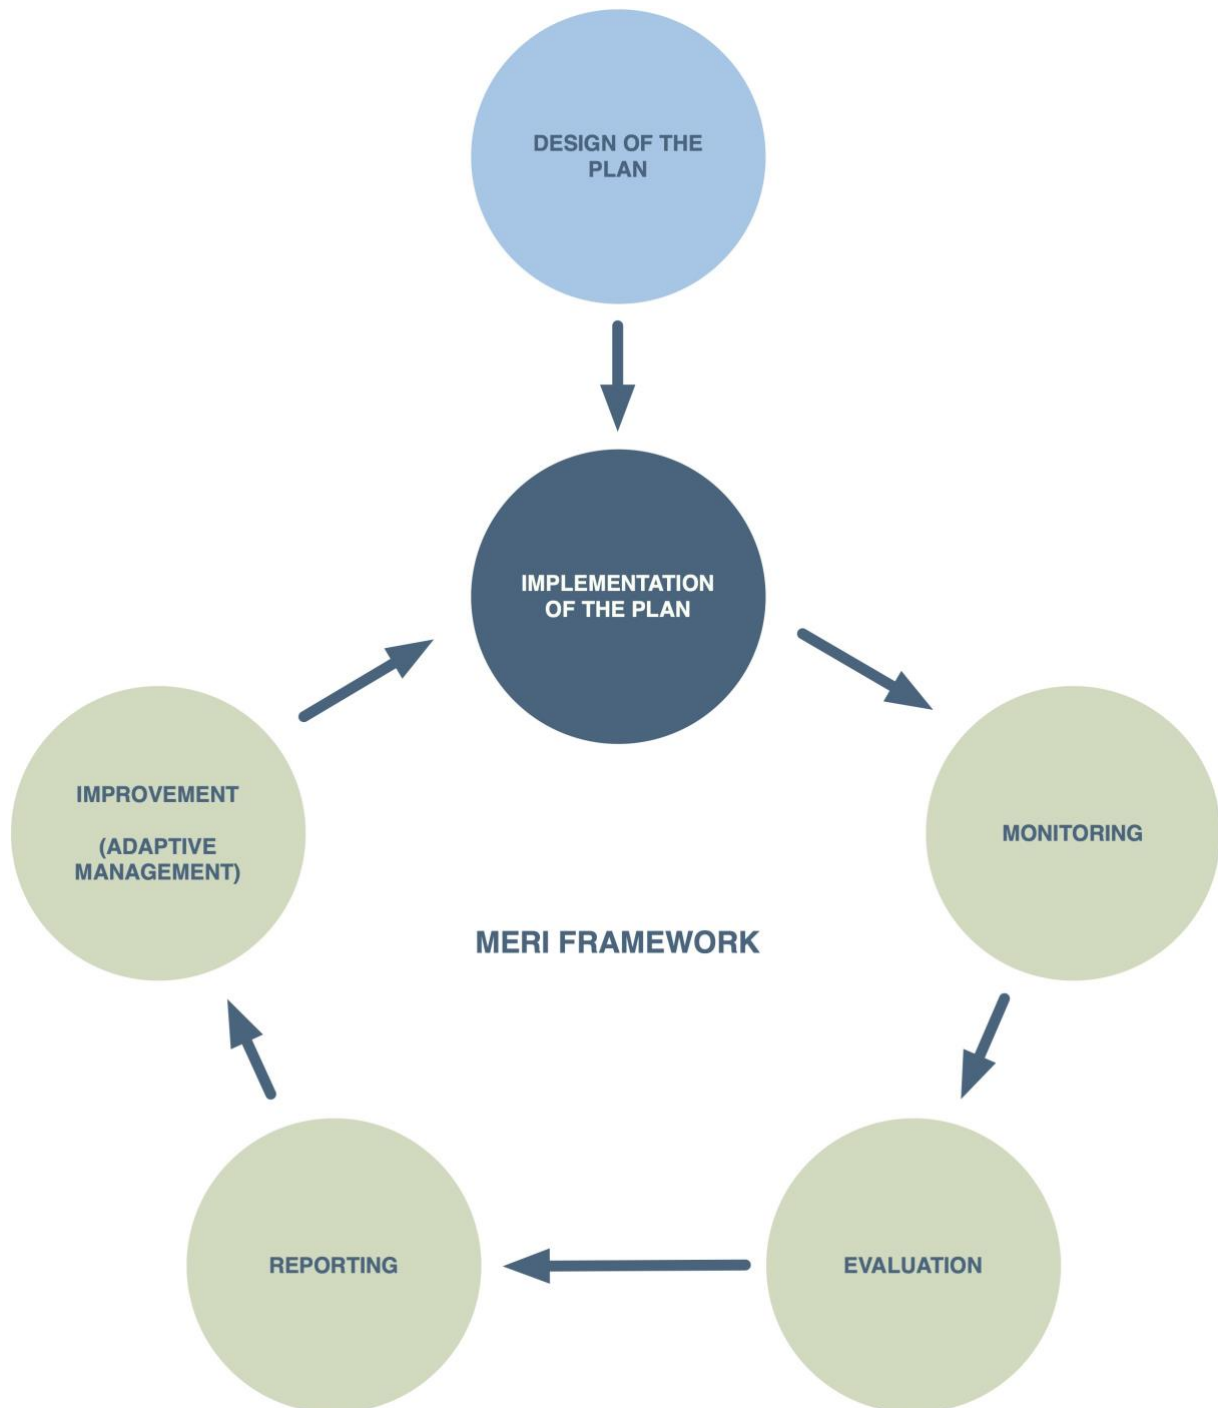 DESIGN OF THE
PLAN
IMPLEMENTATION
OF THE PLAN
IMPROVEMENT
(ADAPTIVE
MANAGEMENT)
MONITORING
MERI FRAMEWORK
REPORTING
EVALUATION